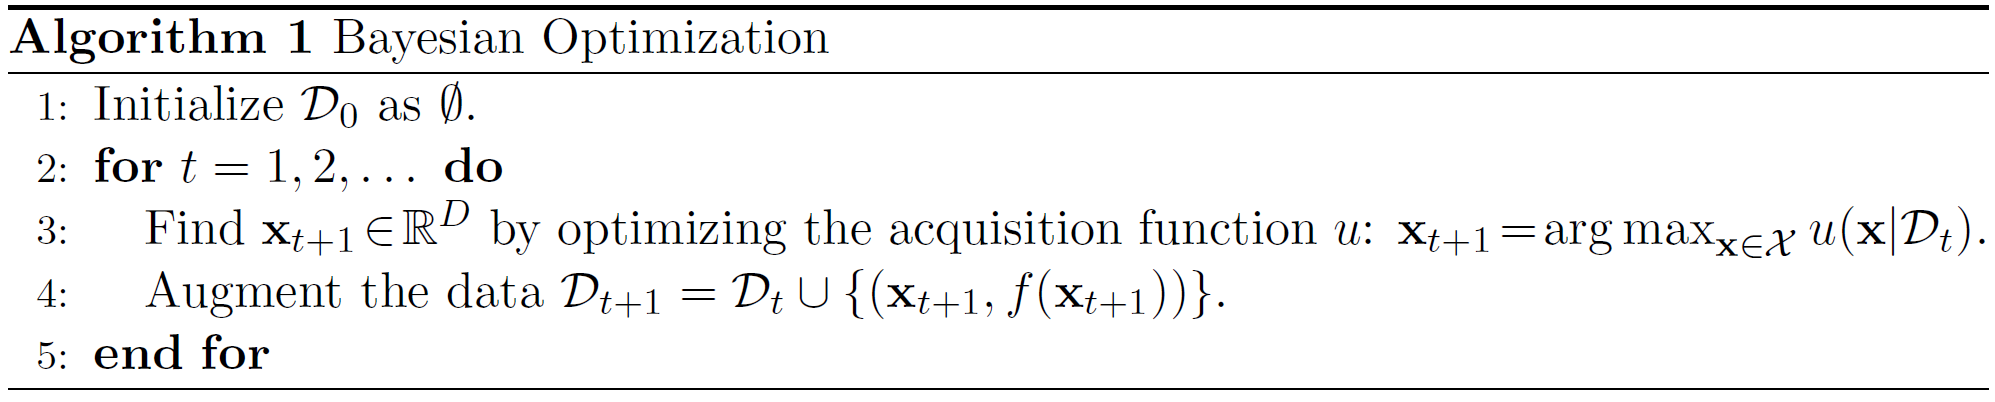 Algorithm 1 Bayesian Optimization
1: Initialize 𝒟₀ as ∅.
2: for t = 1, 2, . . . do
3: Find xₜ₊₁ ∈ ℝᴰ by optimizing the acquisition function u: xₜ₊₁ = arg max_{x∈𝒳} u(x|𝒟ₜ).
4: Augment the data 𝒟ₜ₊₁ = 𝒟ₜ ∪ {(xₜ₊₁, f(xₜ₊₁))}.
5: end for